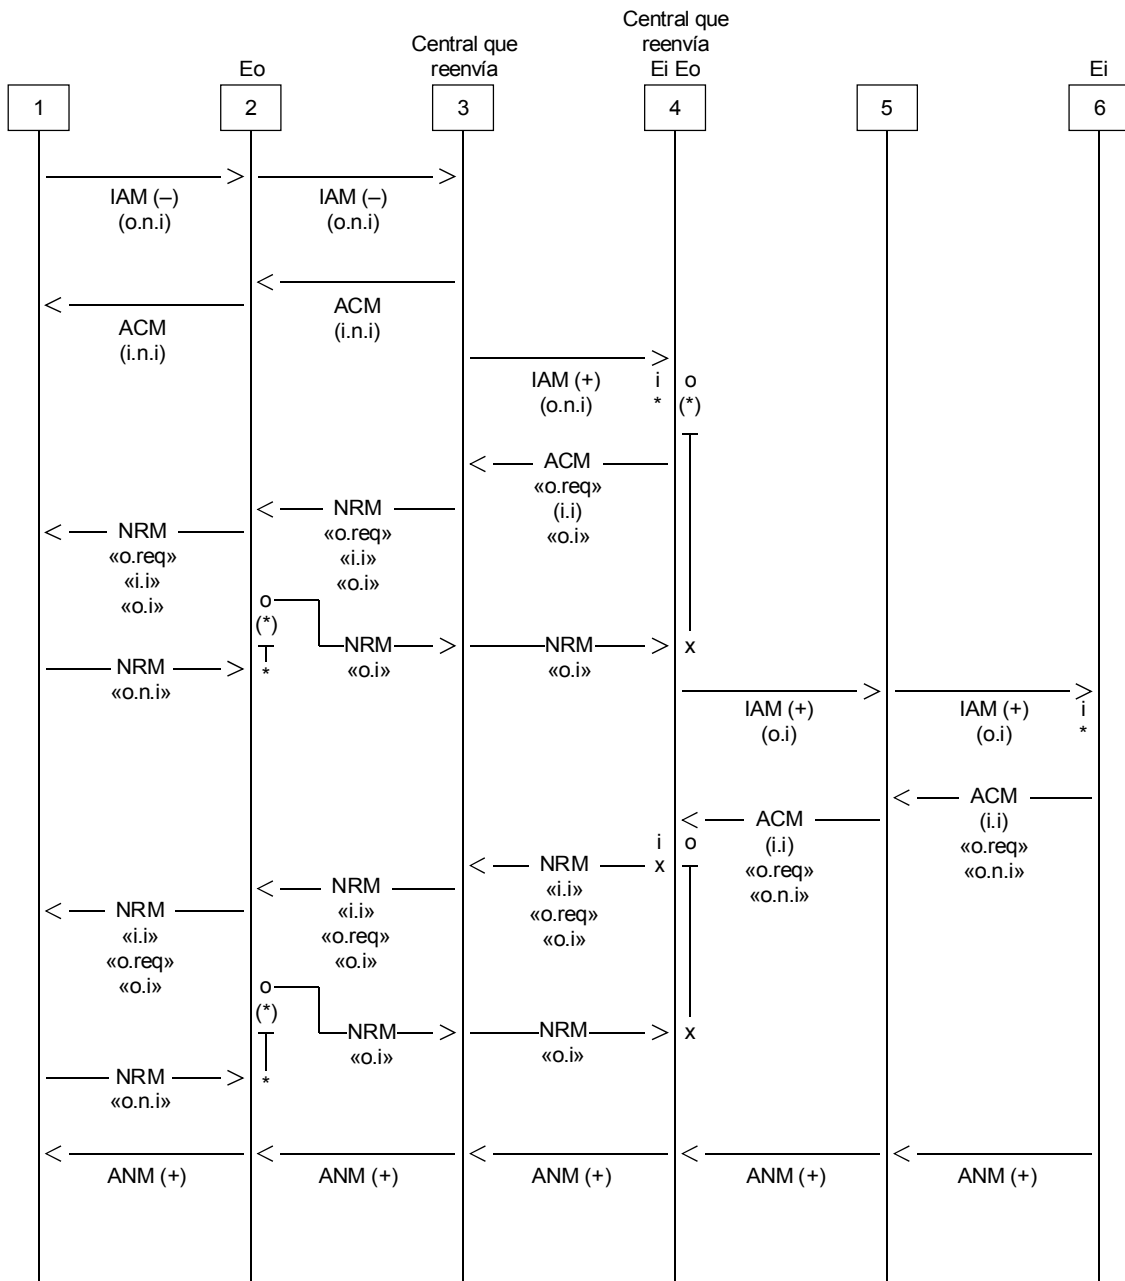 Central que
reenvía
Central que
reenvía
Eo
Ei Eo
Ei
1
2
3
4
5
6
IAM (–)
(o.n.i)
IAM (–)
(o.n.i)
ACM
(i.n.i)
ACM
(i.n.i)
IAM (+)
(o.n.i)
i
*
o
(*)
ACM
«o.req»
(i.i)
«o.i»
NRM
«o.req»
«i.i»
«o.i»
NRM
«o.req»
«i.i»
«o.i»
o
(*)
*
NRM
«o.i»
NRM
«o.i»
x
NRM
«o.n.i»
IAM (+)
(o.i)
IAM (+)
(o.i)
i
*
ACM
(i.i)
«o.req»
«o.n.i»
ACM
(i.i)
«o.req»
«o.n.i»
i
x
o
NRM
«i.i»
«o.req»
«o.i»
NRM
«i.i»
«o.req»
«o.i»
NRM
«i.i»
«o.req»
«o.i»
o
(*)
*
NRM
«o.i»
NRM
«o.i»
x
NRM
«o.n.i»
ANM (+)
ANM (+)
ANM (+)
ANM (+)
ANM (+)